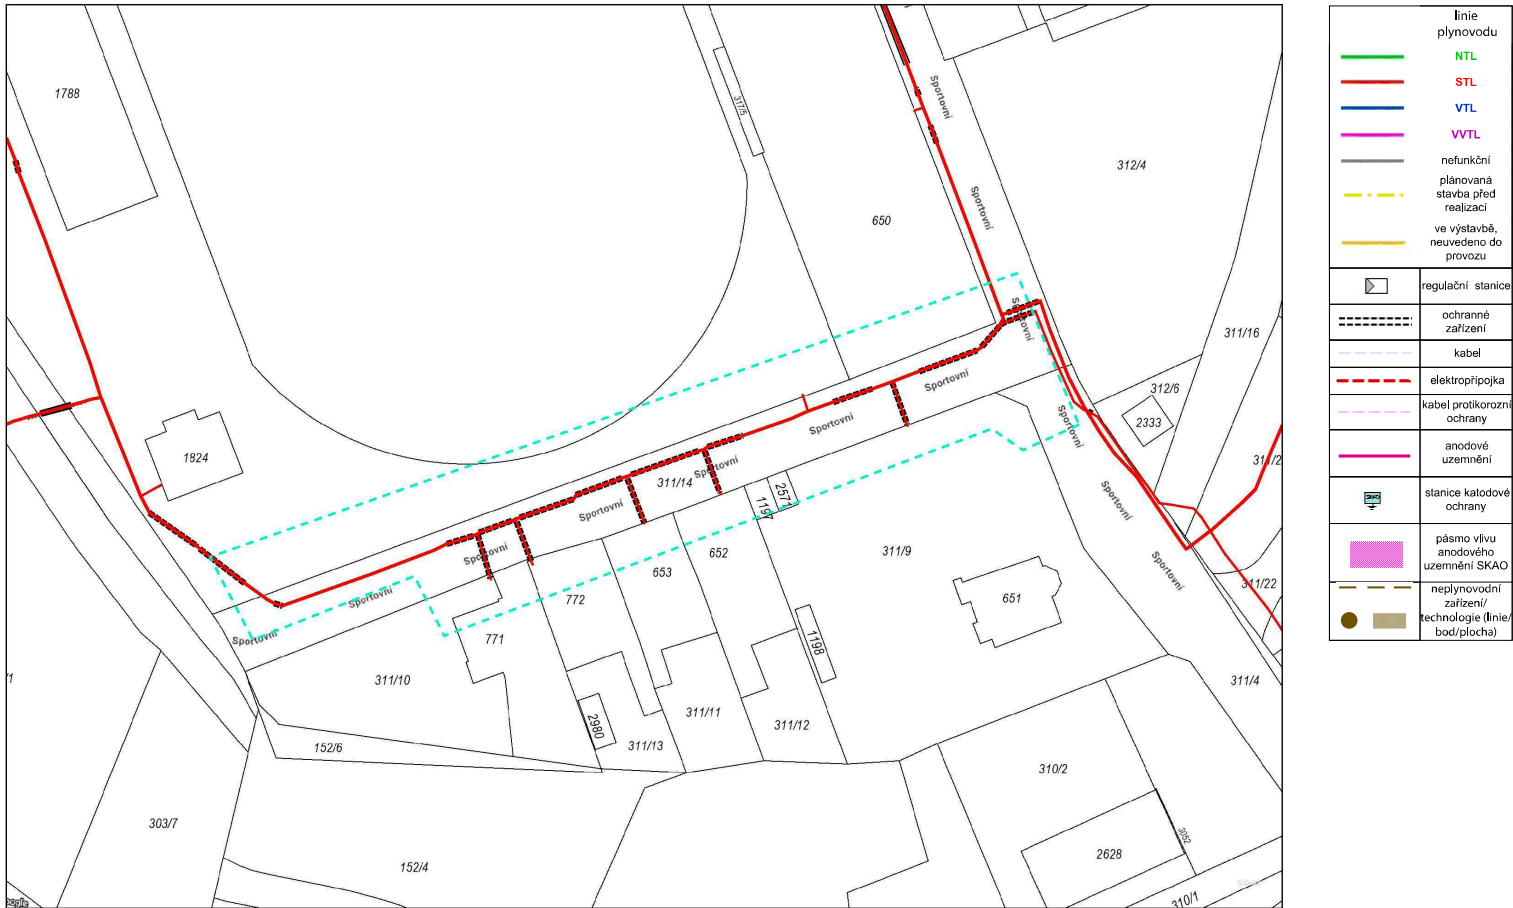 1788
317/5
Sportovní
312/4
Sportovní
650
Sportovní
311/16
312/6
2333
Sportovní
Sportovní
Sportovní
1824
311/14
Sportovní
2571
1197
Sportovní
Sportovní
Sportovní
Sportovní
Sportovní
Sportovní
652
653
772
771
311/9
651
1198
311/22
311/10
2980
311/13
311/11
311/12
311/4
152/6
303/7
152/4
310/2
2628
3052
310/1
linie
plynovodu
NTL
STL
VTL
VVTL
nefunkční
plánovaná
stavba před
realizací
ve výstavbě,
neuvedeno do
provozu
regulační stanice
ochranné
zařízení
kabel
elektropřípojka
kabel protikorozní
ochrany
anodové
uzemnění
SKAO
stanice katodové
ochrany
pásmo vlivu
anodového
uzemnění SKAO
neplynovodní
zařízení/
technologie (linie/
bod/plocha)